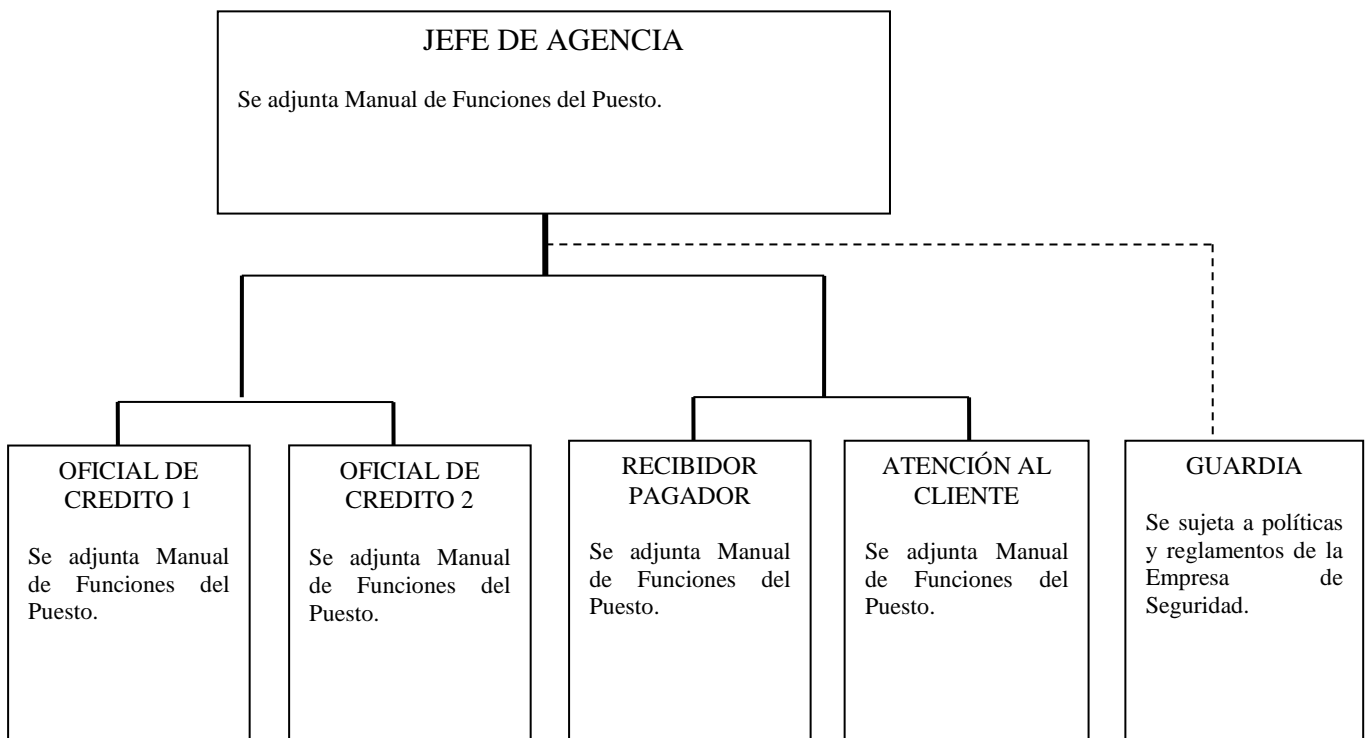 JEFE DE AGENCIA
Se adjunta Manual de Funciones del Puesto.
OFICIAL DE
CREDITO 1
Se adjunta Manual
de Funciones del
Puesto.
OFICIAL DE
CREDITO 2
Se adjunta Manual
de Funciones del
Puesto.
RECIBIDOR
PAGADOR
Se adjunta Manual
de Funciones del
Puesto.
ATENCIÓN AL
CLIENTE
Se adjunta Manual
de Funciones del
Puesto.
GUARDIA
Se sujeta a políticas
y reglamentos de la
Empresa de
Seguridad.